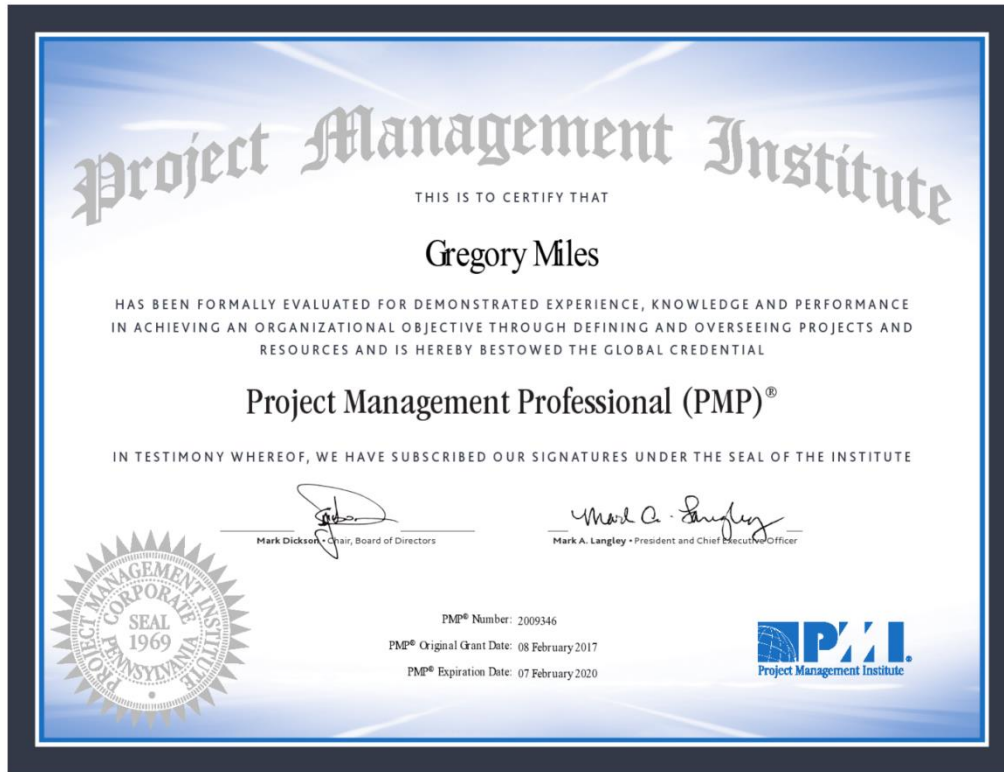 Project Management Institute
THIS IS TO CERTIFY THAT
Gregory Miles
HAS BEEN FORMALLY EVALUATED FOR DEMONSTRATED EXPERIENCE, KNOWLEDGE AND PERFORMANCE
IN ACHIEVING AN ORGANIZATIONAL OBJECTIVE THROUGH DEFINING AND OVERSEEING PROJECTS AND
RESOURCES AND IS HEREBY BESTOWED THE GLOBAL CREDENTIAL
Project Management Professional (PMP)®
IN TESTIMONY WHEREOF, WE HAVE SUBSCRIBED OUR SIGNATURES UNDER THE SEAL OF THE INSTITUTE
Mark A. Langley
Mark Dickson • Chair, Board of Directors
Mark A. Langley • President and Chief Executive Officer
PROJECT MANAGEMENT INSTITUTE
CORPORATE
SEAL
1969
PENNSYLVANIA
PMP® Number: 2009346
PMP® Original Grant Date: 08 February 2017
PMP® Expiration Date: 07 February 2020
PMI®
Project Management Institute